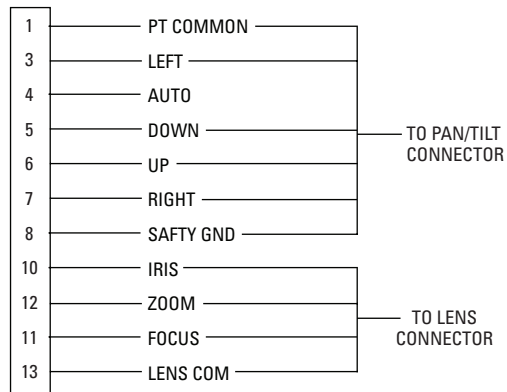 1 PT COMMON
3 LEFT
4 AUTO
5 DOWN
6 UP
7 RIGHT
8 SAFTY GND
TO PAN/TILT
CONNECTOR
10 IRIS
12 ZOOM
11 FOCUS
13 LENS COM
TO LENS
CONNECTOR